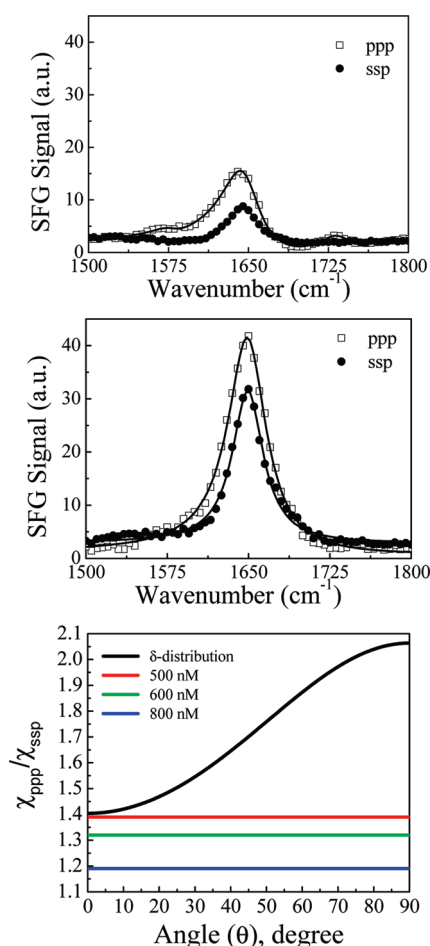 40
30
20
10
0
SFG Signal (a.u.)
ppp
ssp
1500 1575 1650 1725 1800
Wavenumber (cm⁻¹)
40
30
20
10
0
SFG Signal (a.u.)
ppp
ssp
1500 1575 1650 1725 1800
Wavenumber (cm⁻¹)
2.1
2.0
1.9
1.8
1.7
1.6
1.5
1.4
1.3
1.2
1.1
χppp/χssp
δ-distribution
500 nM
600 nM
800 nM
0 10 20 30 40 50 60 70 80 90
Angle (θ), degree